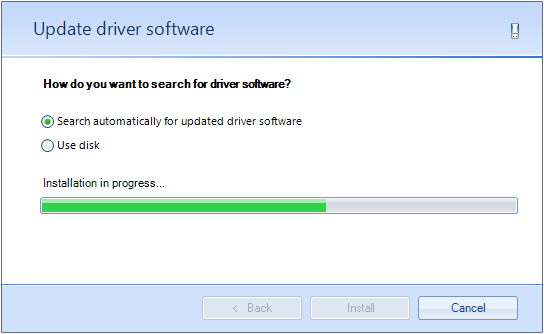 Update driver software
How do you want to search for driver software?
Search automatically for updated driver software
Use disk
Installation in progress...
< Back
Install
Cancel